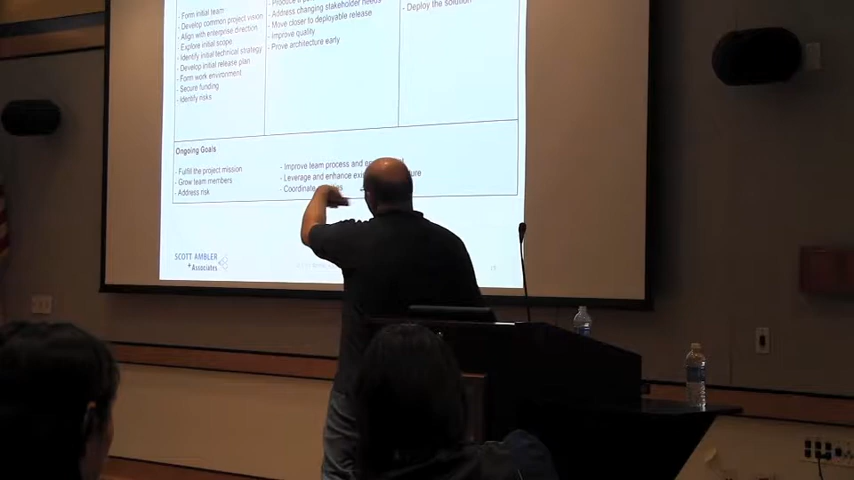 - Form initial team
- Develop common project vision
- Align with enterprise direction
- Explore initial scope
- Identify initial technical strategy
- Develop initial release plan
- Form work environment
- Secure funding
- Identify risks
- Address changing stakeholder needs
- Move closer to deployable release
- Improve quality
- Prove architecture early
- Deploy the solution
Ongoing Goals
- Fulfill the project mission
- Grow team members
- Address risk
- Improve team process and
- Leverage and enhance
- Coordinate
SCOTT AMBLER
+ Associates